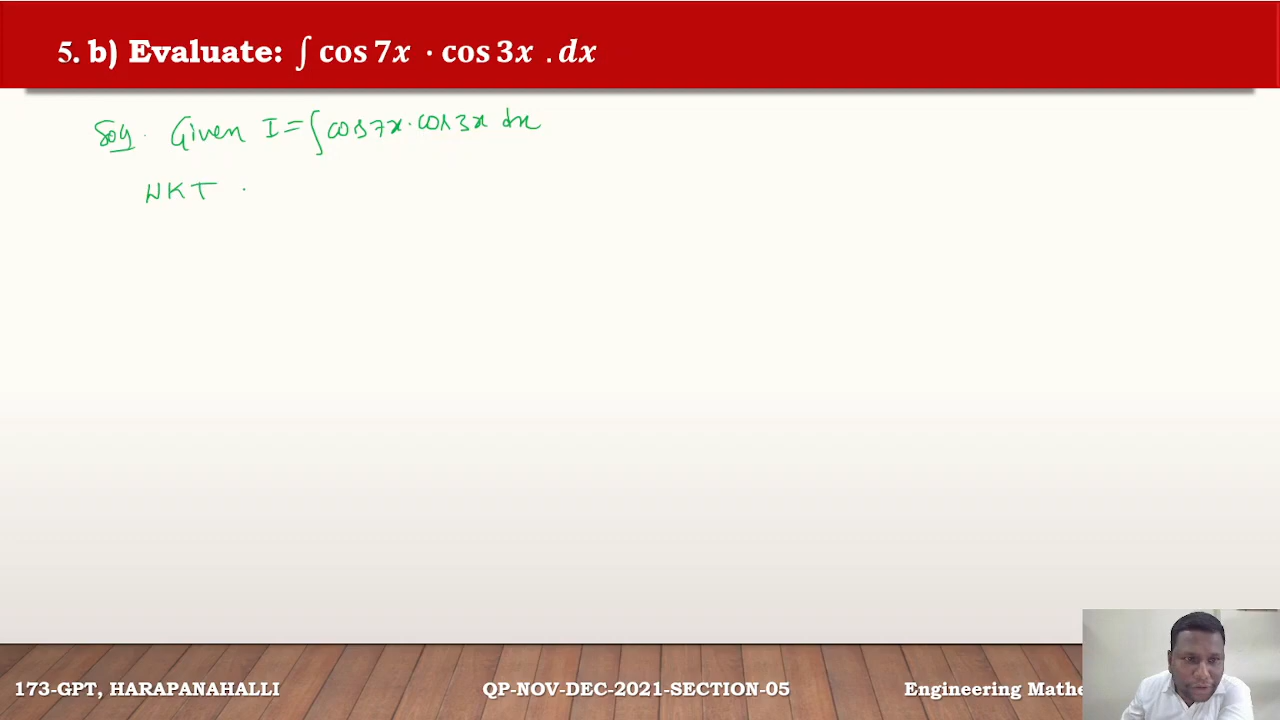 5. b) Evaluate: ∫ cos 7x · cos 3x . dx
Soln. Given I = ∫ cos 7x · cos 3x dx
WKT
173-GPT, HARAPANAHALLI
QP-NOV-DEC-2021-SECTION-05
Engineering Mathe